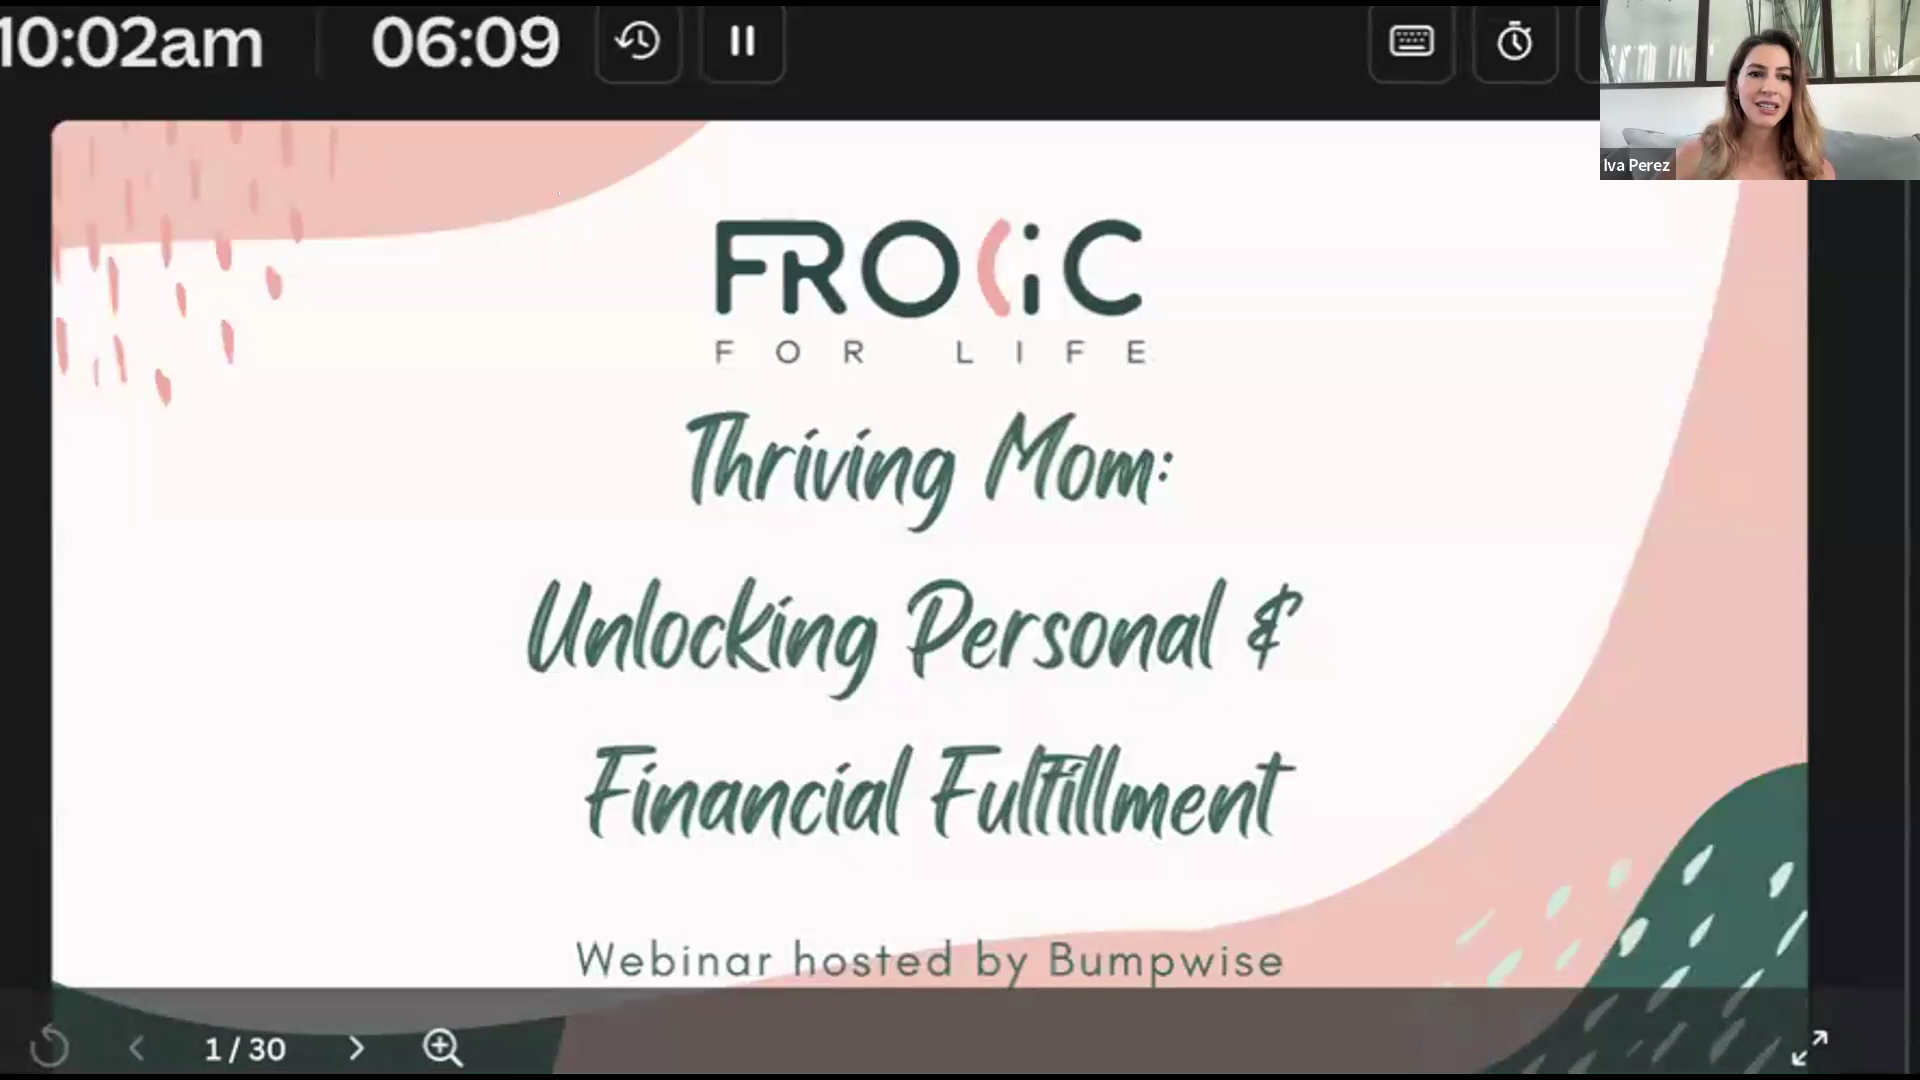 10:02am 06:09
Iva Perez
FROLIC
FOR LIFE
Thriving Mom:
Unlocking Personal &
Financial Fulfillment
Webinar hosted by Bumpwise
1 / 30